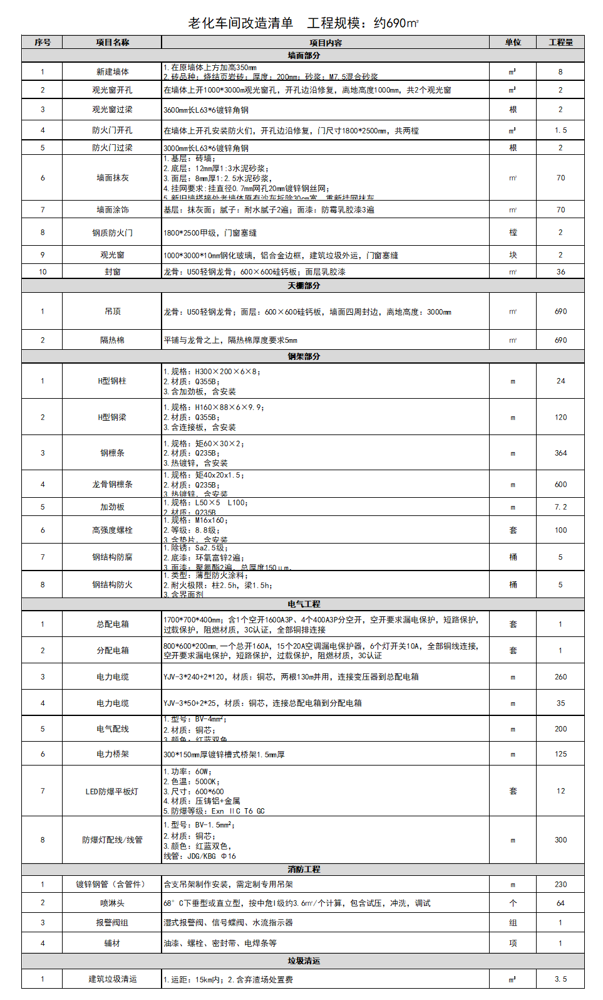 老化车间改造清单　工程规模：约690㎡
序号 项目名称 项目内容 单位 工程量
墙面部分
1 新建墙体 1.在原墙体上方加高350mm
2.砖品种：烧结页岩砖；厚度：200mm；砂浆：M7.5混合砂浆 m³ 8
2 观光窗开孔 在墙体上开1000*3000m观光窗孔，开孔边沿修复，离地高度1000mm，共2个观光窗 m³ 2
3 观光窗过梁 3600mm长L63*6镀锌角钢 根 2
4 防火门开孔 在墙体上开孔安装防火们，开孔边沿修复，门尺寸1800*2500mm，共两樘 m³ 1.5
5 防火门过梁 3000mm长L63*6镀锌角钢 根 2
6 墙面抹灰 1.基层：砖墙；
2.底层：12mm厚1:3水泥砂浆；
3.面层：8mm厚1:2.5水泥砂浆，
4.挂网要求:挂直径0.7mm网孔20mm镀锌钢丝网；
5.新旧墙搭接处老墙体原有沙灰拆除30cm宽，重新挂网抹灰 ㎡ 70
7 墙面涂饰 基层：抹灰面；腻子：耐水腻子2遍；面漆：防霉乳胶漆3遍 ㎡ 70
8 钢质防火门 1800*2500甲级，门窗塞缝 樘 2
9 观光窗 1000*3000*10mm钢化玻璃，铝合金边框，建筑垃圾外运，门窗塞缝 块 2
10 封窗 龙骨：U50轻钢龙骨；600×600硅钙板；面层乳胶漆 ㎡ 36
天棚部分
1 吊顶 龙骨：U50轻钢龙骨；面层：600×600硅钙板，墙面四周封边，离地高度：3000mm ㎡ 690
2 隔热棉 平铺与龙骨之上，隔热棉厚度要求5mm ㎡ 690
钢架部分
1 H型钢柱 1.规格：H300×200×6×8；
2.材质：Q355B；
3.含加劲板，含安装 m 24
2 H型钢梁 1.规格：H160×88×6×9.9；
2.材质：Q355B；
3.含连接板，含安装 m 120
3 钢檩条 1.规格：矩60×30×2；
2.材质：Q235B；
3.热镀锌，含安装 m 364
4 龙骨钢檩条 1.规格：矩40x20x1.5；
2.材质：Q235B；
3.热镀锌，含安装 m 600
5 加劲板 1.规格：L50×5　L100；
2.材质：Q235B m 7.2
6 高强度螺栓 1.规格：M16x160；
2.等级：8.8级；
3.含垫片，含安装 套 100
7 钢结构防腐 1.除锈：Sa2.5级；
2.底漆：环氧富锌2遍；
3.面漆：聚氨酯2遍，总厚度150μm， 桶 5
8 钢结构防火 1.类型：薄型防火涂料；
2.耐火极限：柱2.5h，梁1.5h；
3.含界面剂 桶 5
电气工程
1 总配电箱 1700*700*400mm；含1个空开1600A3P、4个400A3P分空开，空开要求漏电保护，短路保护，
过载保护，阻燃材质，3C认证，全部铜排连接 套 1
2 分配电箱 800*600*200mm,一个总开160A，15个20A空调漏电保护器，6个灯开关10A，全部铜线连接，
空开要求漏电保护，短路保护，过载保护，阻燃材质，3C认证 套 1
3 电力电缆 YJV-3*240+2*120，材质：铜芯，两根130m并用，连接变压器到总配电箱 m 260
4 电力电缆 YJV-3*50+2*25，材质：铜芯，连接总配电箱到分配电箱 m 35
5 电气配线 1.型号：BV-4mm²；
2.材质：铜芯；
3.颜色：红蓝双色 m 200
6 电力桥架 300*150mm厚镀锌槽式桥架1.5mm厚 m 125
7 LED防爆平板灯 1.功率：60W；
2.色温：5000K；
3.尺寸：600*600
4.材质：压铸铝+金属
5.防爆等级：Exn ⅡC T6 GC 套 12
8 防爆灯配线/线管 1.型号：BV-1.5mm²；
2.材质：铜芯；
3.颜色：红蓝双色，
线管：JDG/KBG Φ16 m 300
消防工程
1 镀锌钢管（含管件） 含支吊架制作安装，需定制专用吊架 m 230
2 喷淋头 68°C下垂型或直立型，按中危Ⅰ级约3.6㎡/个计算，包含试压，冲洗，调试 个 64
3 报警阀组 湿式报警阀、信号蝶阀、水流指示器 组 1
4 辅材 油漆、螺栓、密封带、电焊条等 项 1
垃圾清运
1 建筑垃圾清运 1.运距：15km内；2.含弃渣场处置费 m³ 3.5